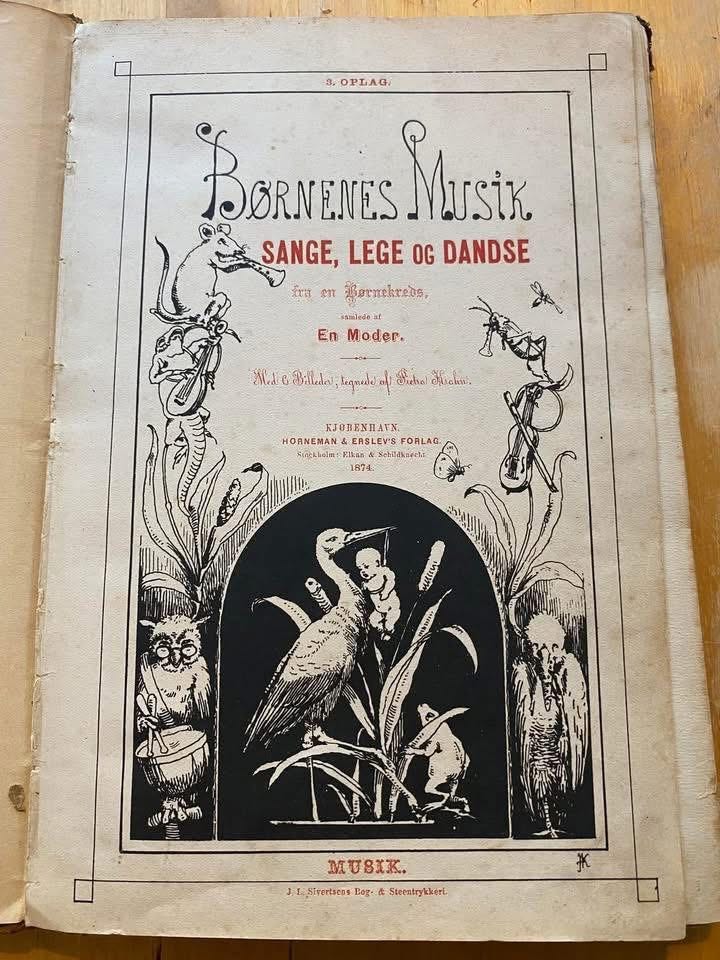 3. OPLAG.
BØRNENES MUSIK
SANGE, LEGE OG DANDSE
fra en Børnekreds,
samlede af
En Moder.
Med 6 Billeder, tegnede af Pietro Krohn.
KJØBENHAVN.
HORNEMAN & ERSLEV'S FORLAG.
Stockholm: Elkan & Schildknecht
1874.
MUSIK.
J. L. Sivertsens Bog- & Steentrykkeri.